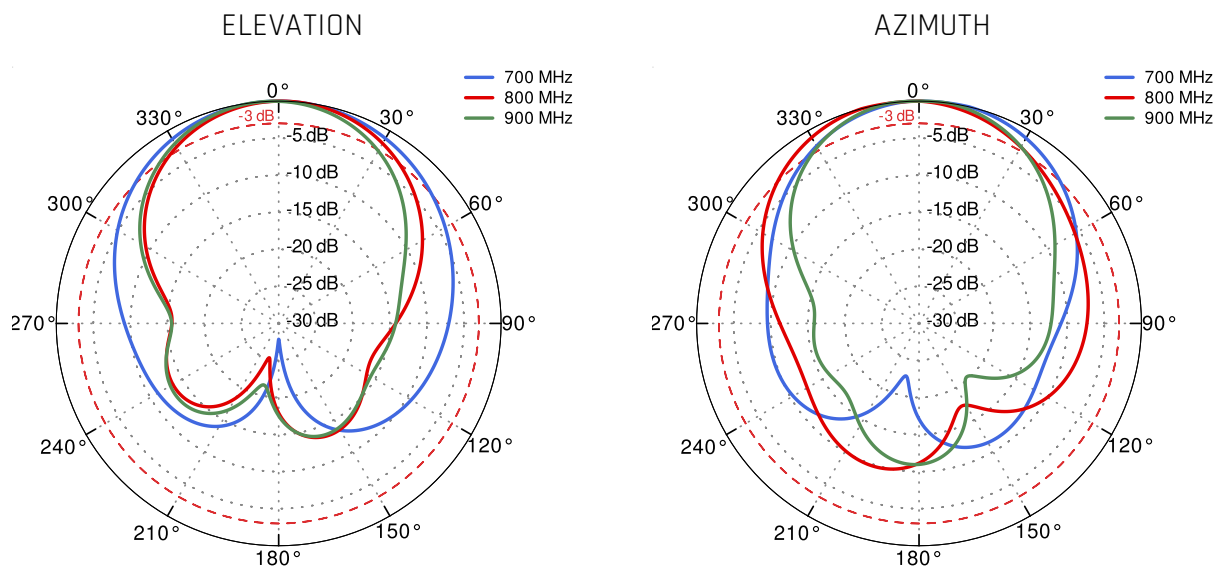 ELEVATION
700 MHz
800 MHz
900 MHz
0°
330°
-3 dB
30°
-5 dB
-10 dB
300°
60°
-15 dB
-20 dB
-25 dB
270°
-30 dB
90°
240°
120°
210°
150°
180°
AZIMUTH
700 MHz
800 MHz
900 MHz
0°
330°
-3 dB
30°
-5 dB
-10 dB
300°
60°
-15 dB
-20 dB
-25 dB
270°
-30 dB
90°
240°
120°
210°
150°
180°